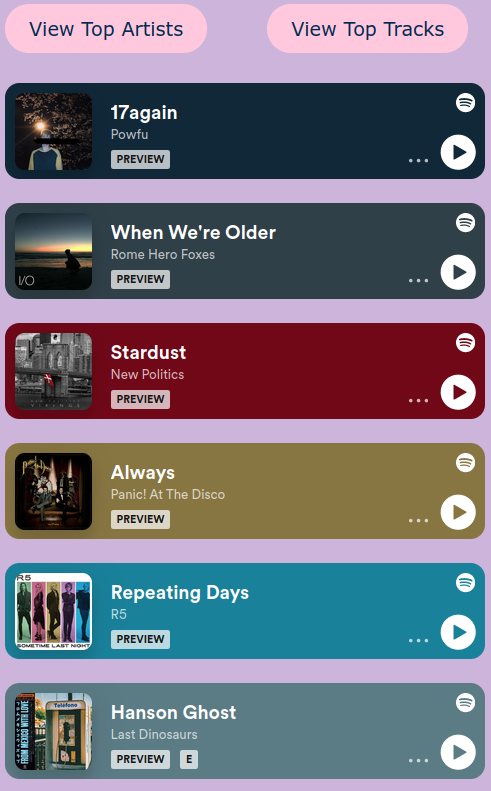 View Top Artists
View Top Tracks
17again
Powfu
PREVIEW
When We're Older
Rome Hero Foxes
PREVIEW
I/O
Stardust
New Politics
PREVIEW
VIKINGS
Always
Panic! At The Disco
PREVIEW
R5
Repeating Days
R5
PREVIEW
SOMETIME LAST NIGHT
Hanson Ghost
Last Dinosaurs
PREVIEW
E
FROM MEXICO WITH LOVE
Teléfono